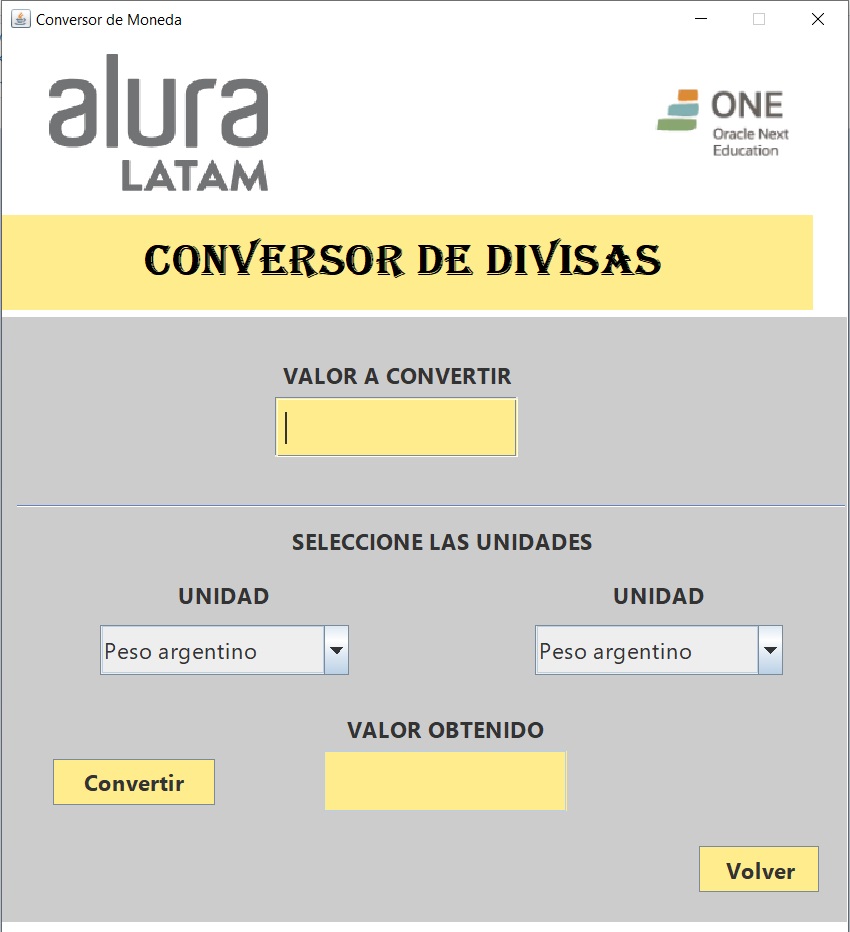 Conversor de Moneda
alura
LATAM
ONE
Oracle Next
Education
CONVERSOR DE DIVISAS
VALOR A CONVERTIR
SELECCIONE LAS UNIDADES
UNIDAD
UNIDAD
Peso argentino
Peso argentino
VALOR OBTENIDO
Convertir
Volver